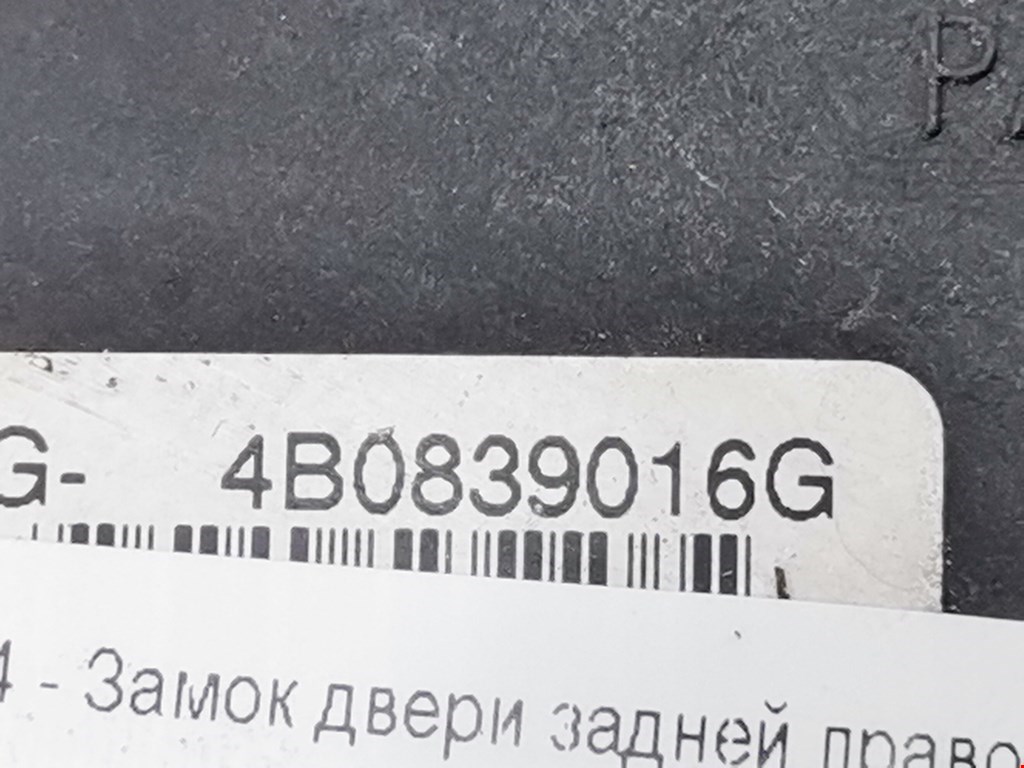 G- 4B0839016G
4 - Замок двери задней право